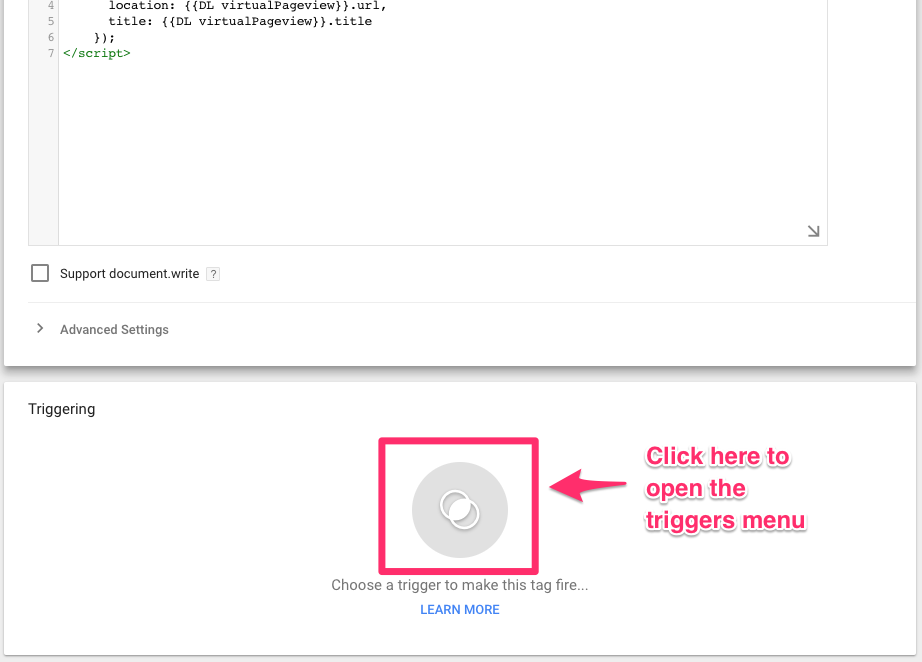 4 location: {{DL virtualPageview}}.url,
5 title: {{DL virtualPageview}}.title
6 });
7 </script>
Support document.write ?
Advanced Settings
Triggering
Click here to
open the
triggers menu
Choose a trigger to make this tag fire...
LEARN MORE